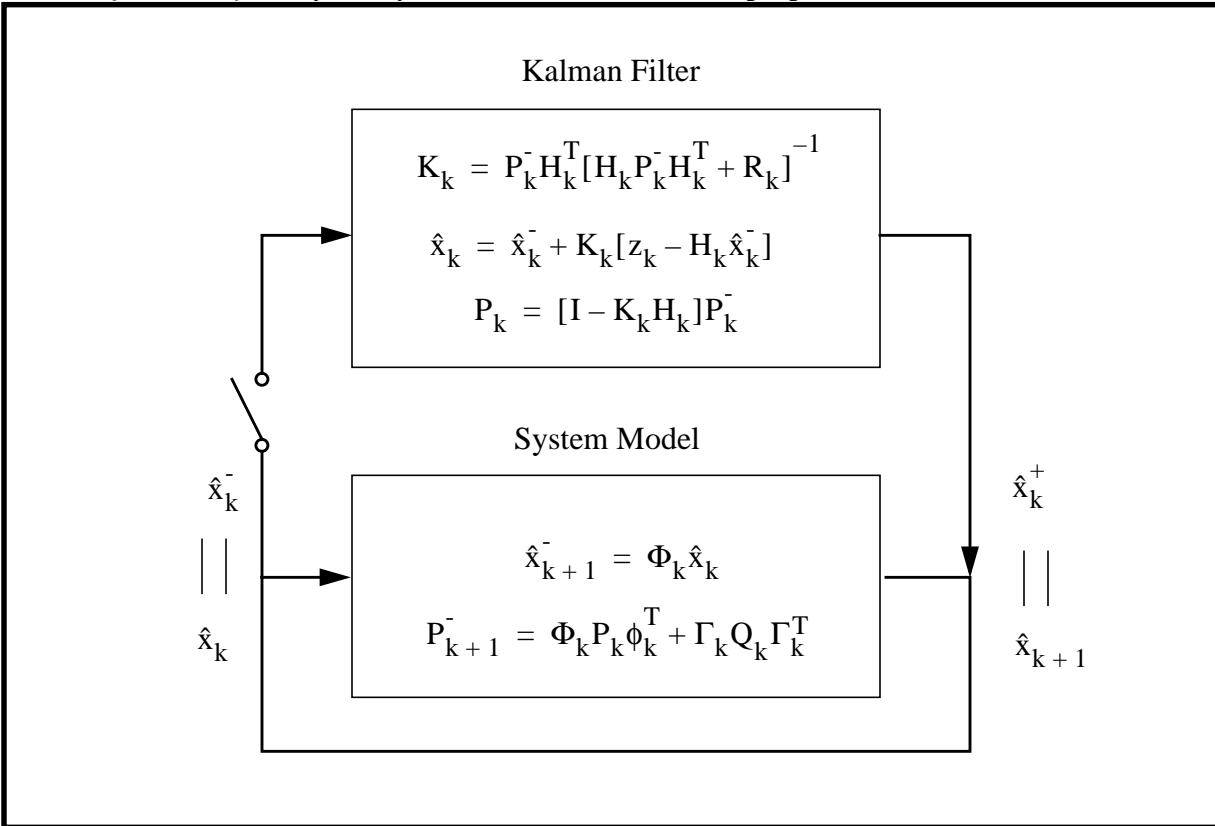 Kalman Filter
K_k = P_k^- H_k^T [H_k P_k^- H_k^T + R_k]^{–1}
x̂_k = x̂_k^- + K_k [z_k – H_k x̂_k^-]
P_k = [I – K_k H_k] P_k^-
System Model
x̂_k^-
x̂_k
x̂_{k + 1}^- = Φ_k x̂_k
P_{k + 1}^- = Φ_k P_k ϕ_k^T + Γ_k Q_k Γ_k^T
x̂_k^+
x̂_{k + 1}